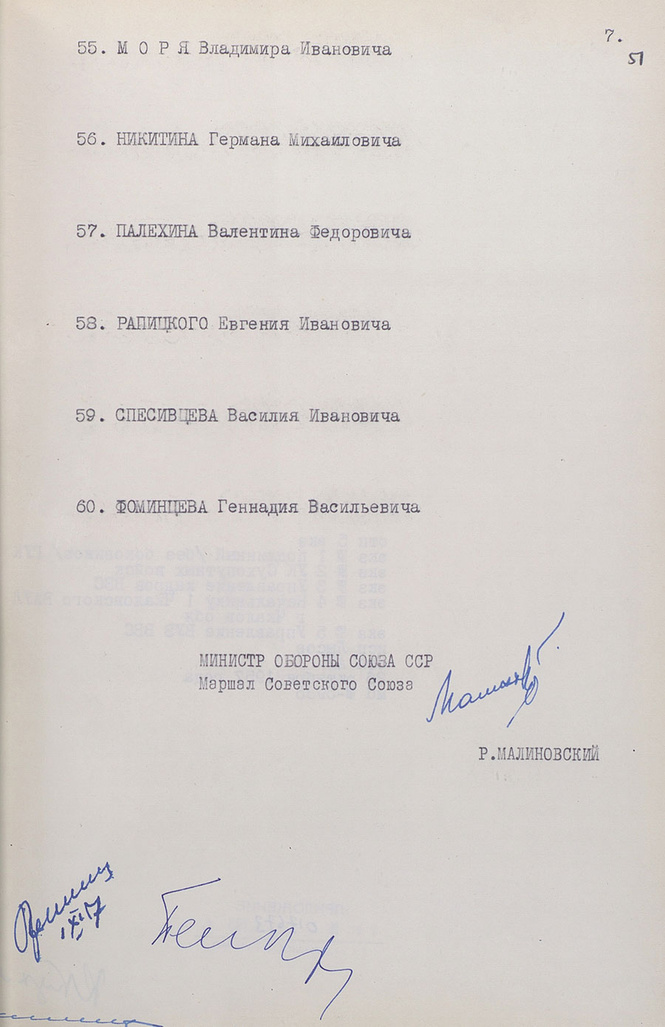 7.
51
55. М О Р Я Владимира Ивановича
56. НИКИТИНА Германа Михаиловича
57. ПАЛЕХИНА Валентина Федоровича
58. РАПИЦКОГО Евгения Ивановича
59. СПЕСИВЦЕВА Василия Ивановича
60. ФОМИНЦЕВА Геннадия Васильевича
МИНИСТР ОБОРОНЫ СОЮЗА ССР
Маршал Советского Союза
Р.МАЛИНОВСКИЙ